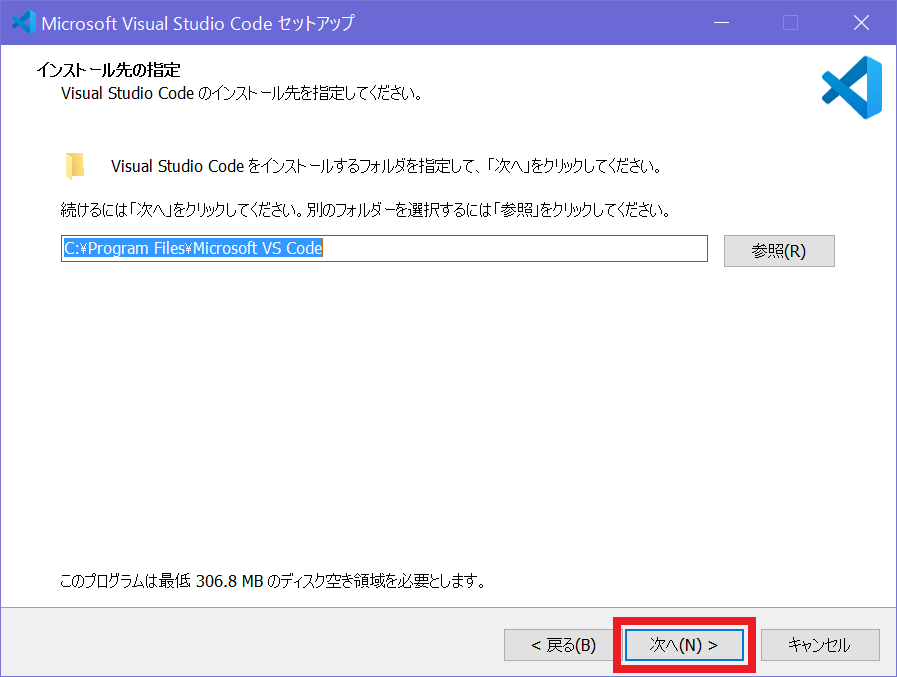 Microsoft Visual Studio Code セットアップ
インストール先の指定
Visual Studio Code のインストール先を指定してください。
Visual Studio Code をインストールするフォルダを指定して、「次へ」をクリックしてください。
続けるには「次へ」をクリックしてください。別のフォルダーを選択するには「参照」をクリックしてください。
C:¥Program Files¥Microsoft VS Code
参照(R)
このプログラムは最低 306.8 MB のディスク空き領域を必要とします。
< 戻る(B)
次へ(N) >
キャンセル